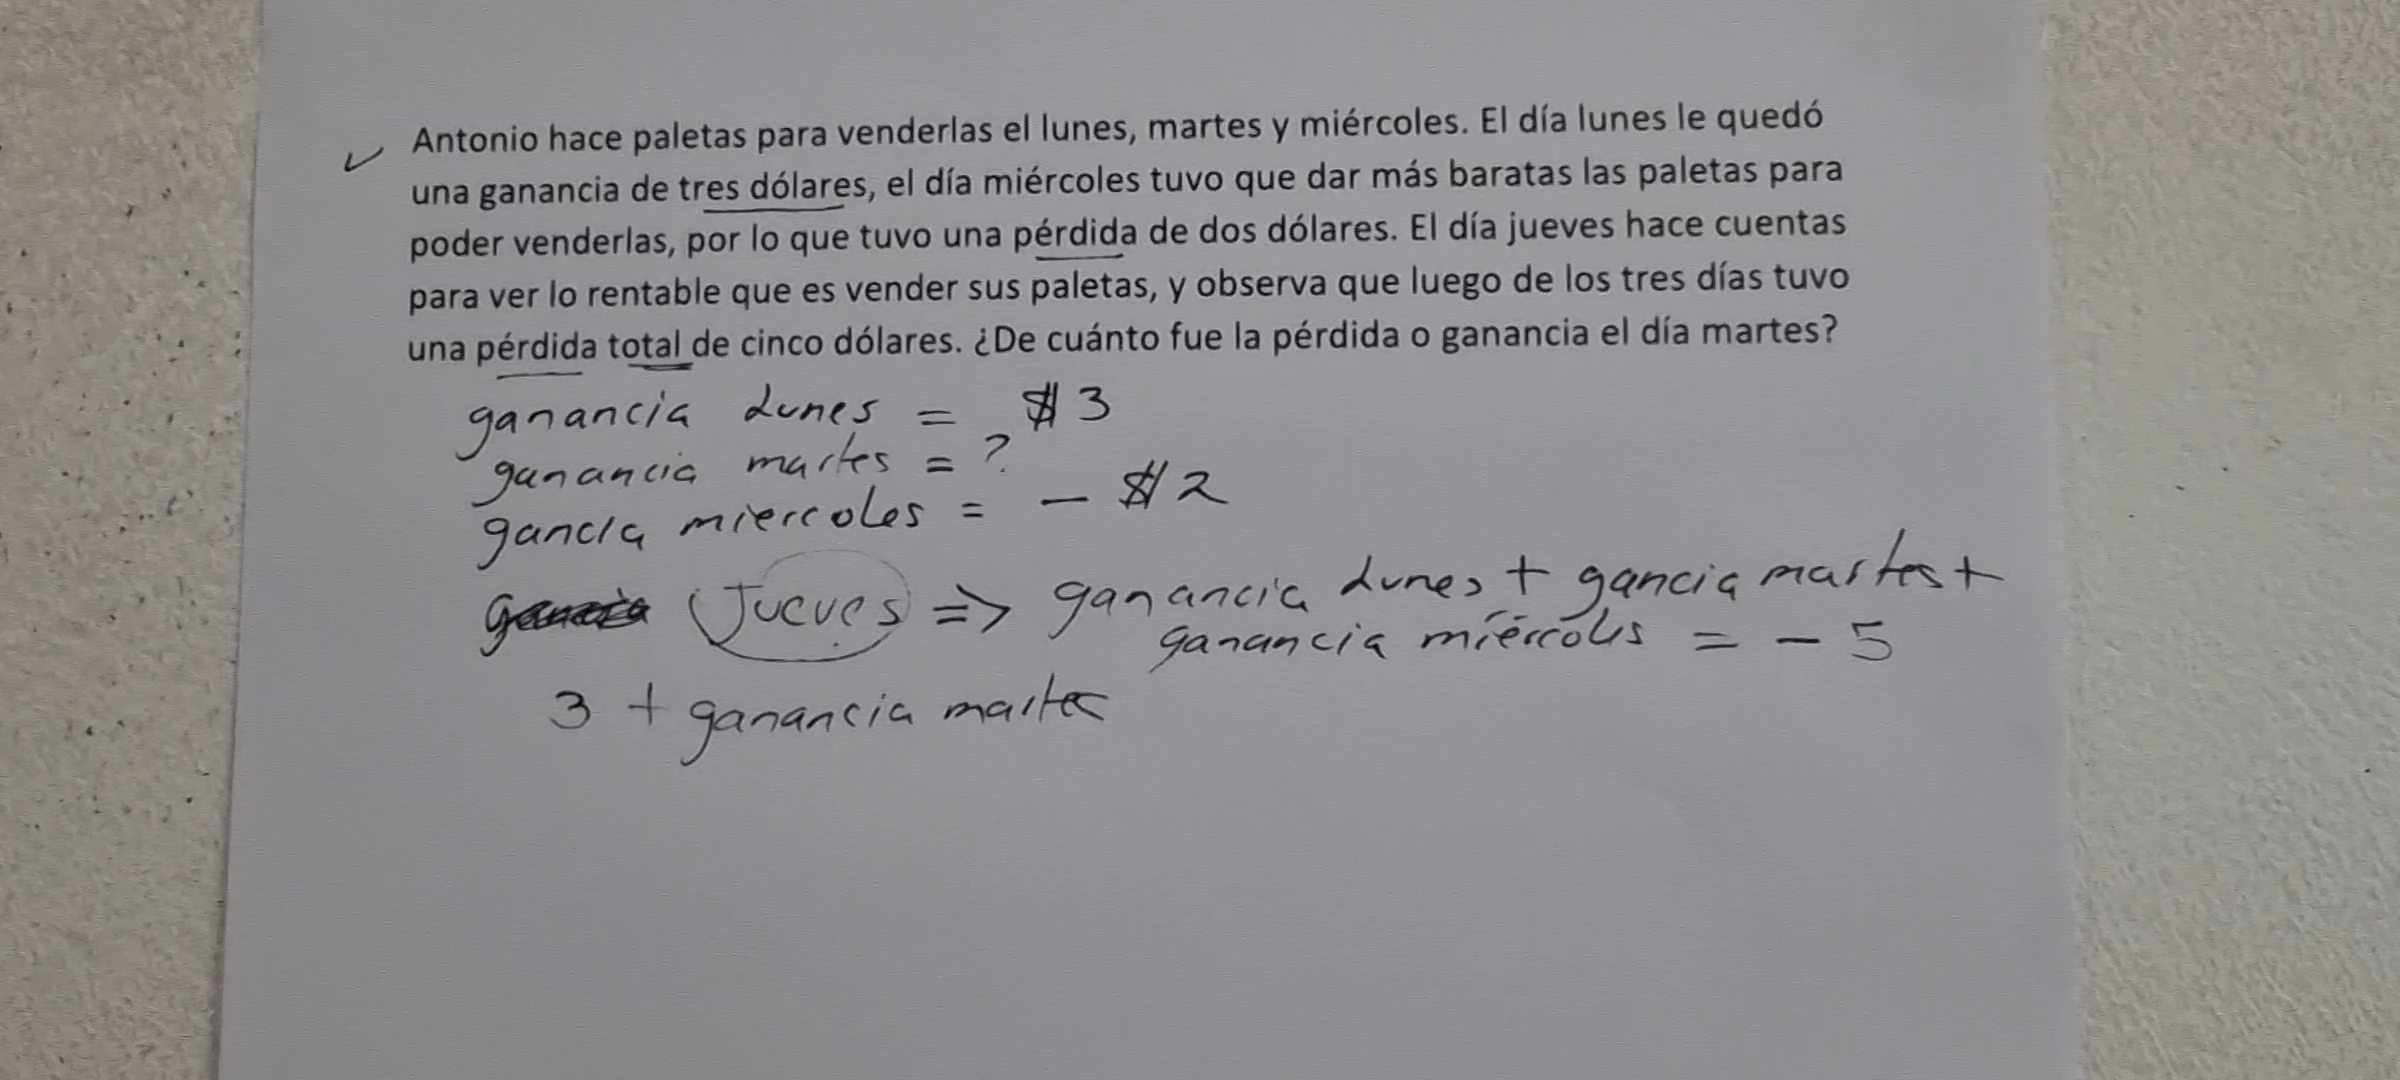 Antonio hace paletas para venderlas el lunes, martes y miércoles. El día lunes le quedó
una ganancia de tres dólares, el día miércoles tuvo que dar más baratas las paletas para
poder venderlas, por lo que tuvo una pérdida de dos dólares. El día jueves hace cuentas
para ver lo rentable que es vender sus paletas, y observa que luego de los tres días tuvo
una pérdida total de cinco dólares. ¿De cuánto fue la pérdida o ganancia el día martes?
ganancia Lunes = $ 3
ganancia martes = ?
gancia miercoles = - $ 2
Jueves => ganancia Lunes + gancia martes +
ganancia miércoles = - 5
3 + ganancia martes